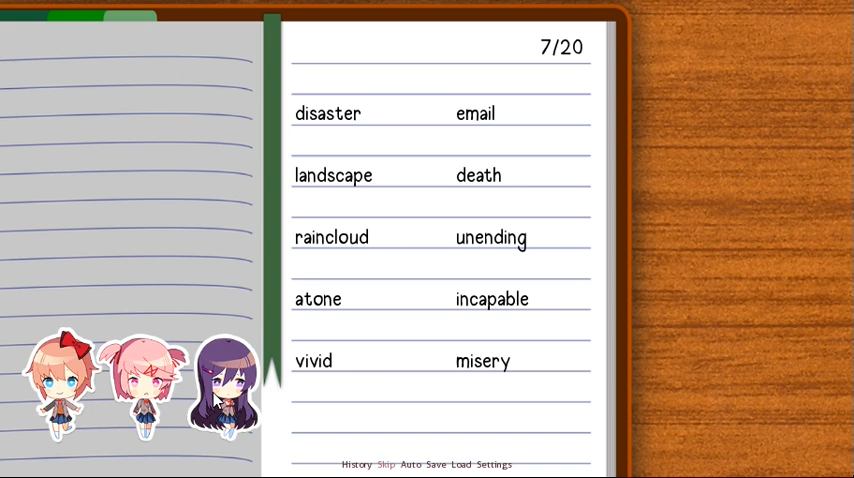 7/20
disaster email
landscape death
raincloud unending
atone incapable
vivid misery
History Skip Auto Save Load Settings